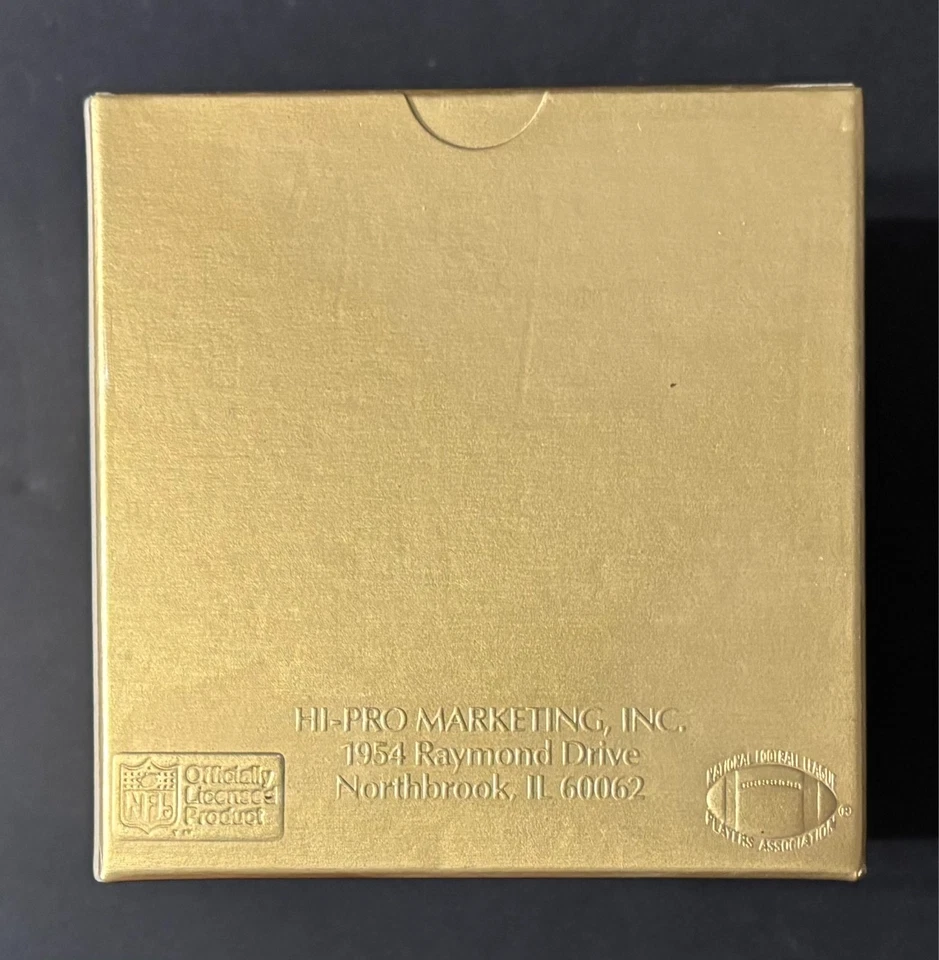 HI-PRO MARKETING, INC.
1954 Raymond Drive
Northbrook, IL 60062
NFL
Officially
Licensed
Product
TM
NATIONAL FOOTBALL LEAGUE
PLAYERS ASSOCIATION
®